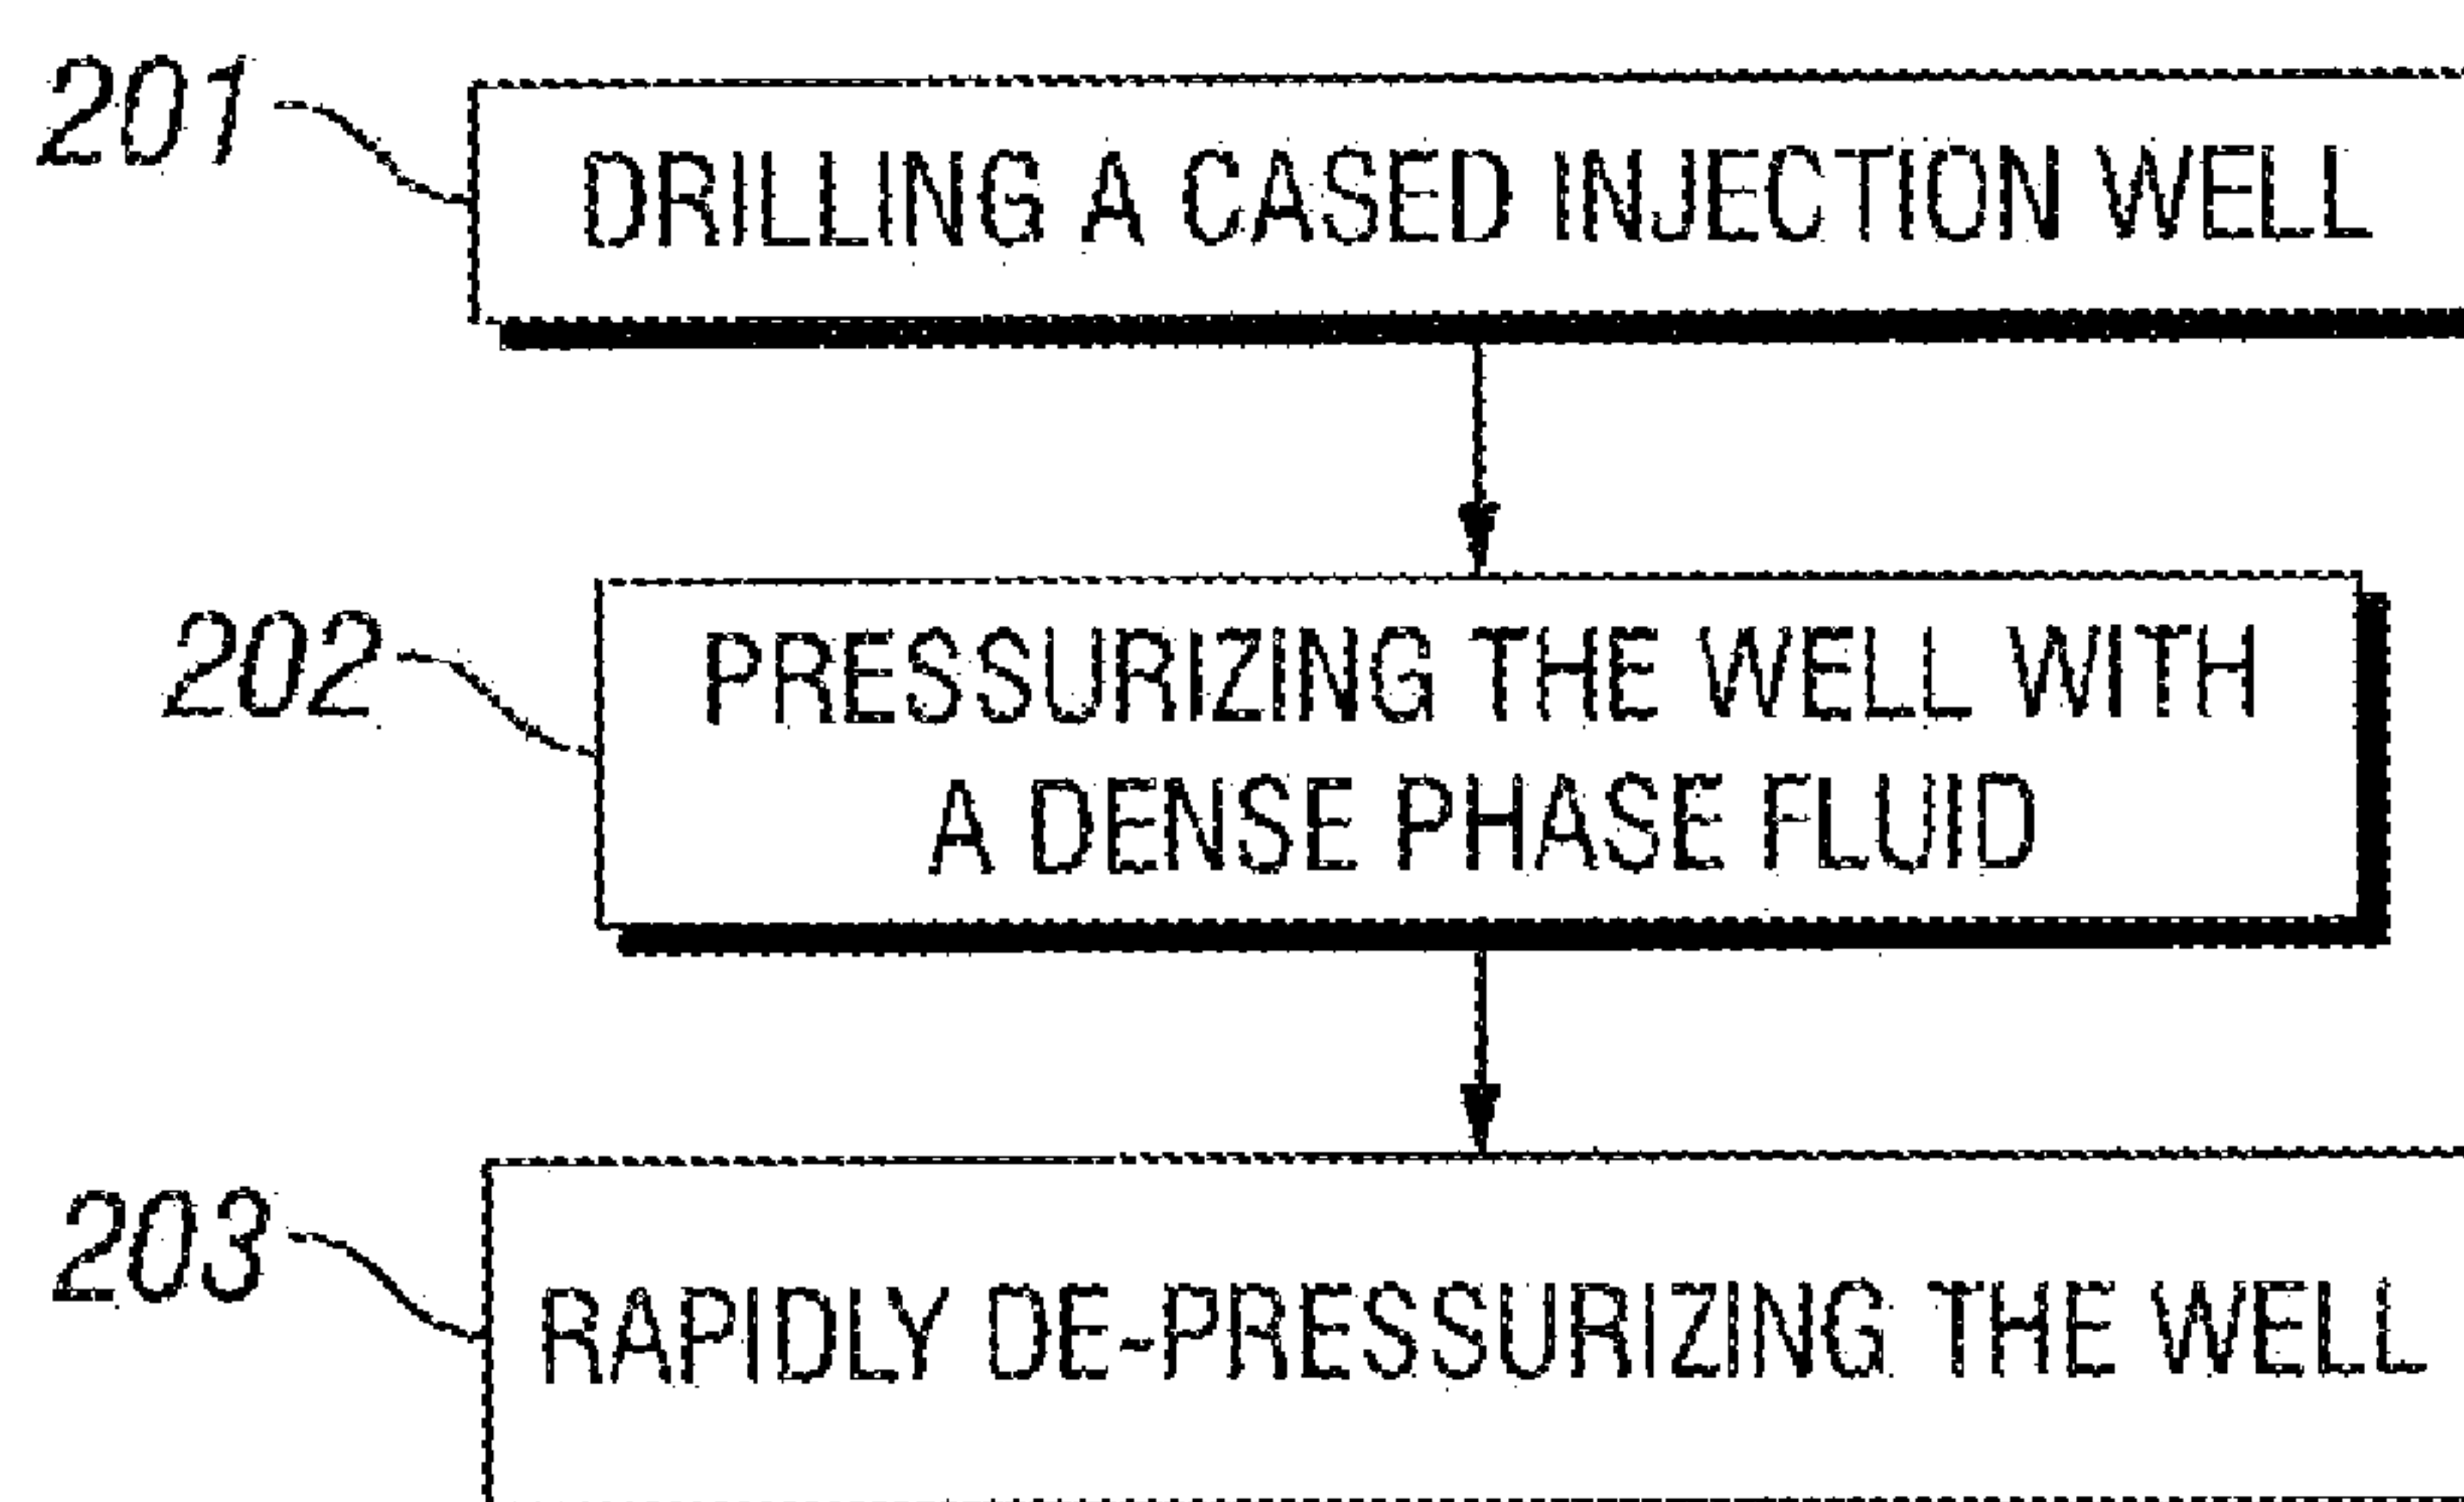 201
DRILLING A CASED INJECTION WELL
202
PRESSURIZING THE WELL WITH
A DENSE PHASE FLUID
203
RAPIDLY DE-PRESSURIZING THE WELL